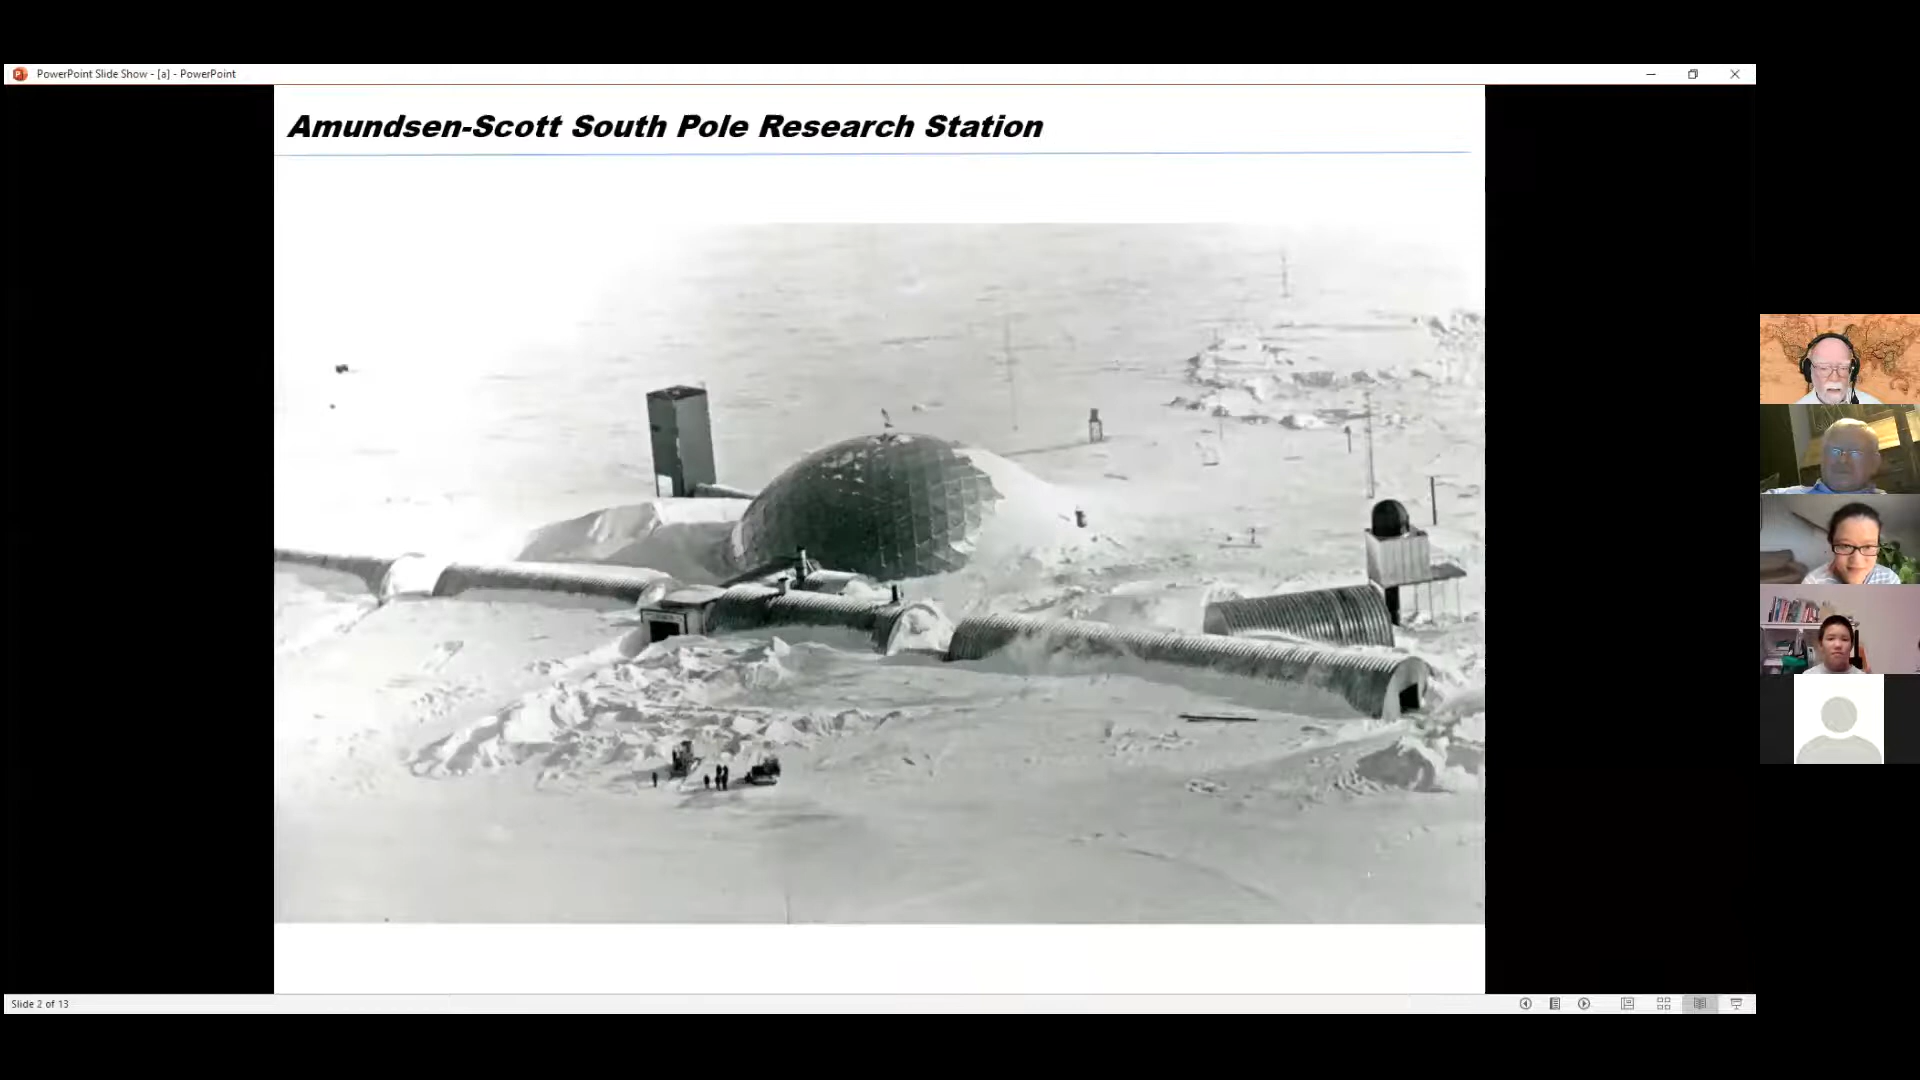 PowerPoint Slide Show - [a] - PowerPoint
Amundsen-Scott South Pole Research Station
Slide 2 of 13